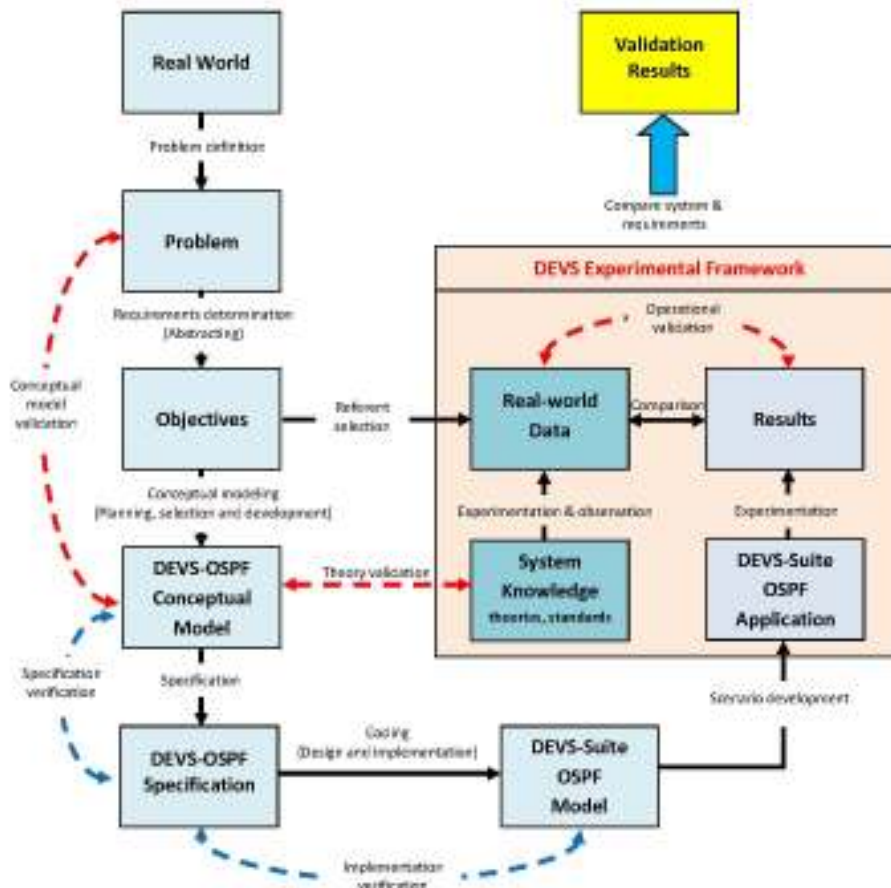 Real World
Validation
Results
Problem definition
Compare system &
requirements
Problem
DEVS Experimental Framework
Requirements determination
(Abstracting)
Operational
validation
Conceptual
model
validation
Objectives
Referent
selection
Real-world
Data
Comparison
Results
Conceptual modeling
(Planning, selection and development)
Experimentation & observation
Experimentation
DEVS-OSPF
Conceptual
Model
Theory validation
System
Knowledge
theories, standards
DEVS-Suite
OSPF
Application
Specification
verification
Specification
Scenario development
DEVS-OSPF
Specification
Coding
(Design and implementation)
DEVS-Suite
OSPF
Model
Implementation
verification